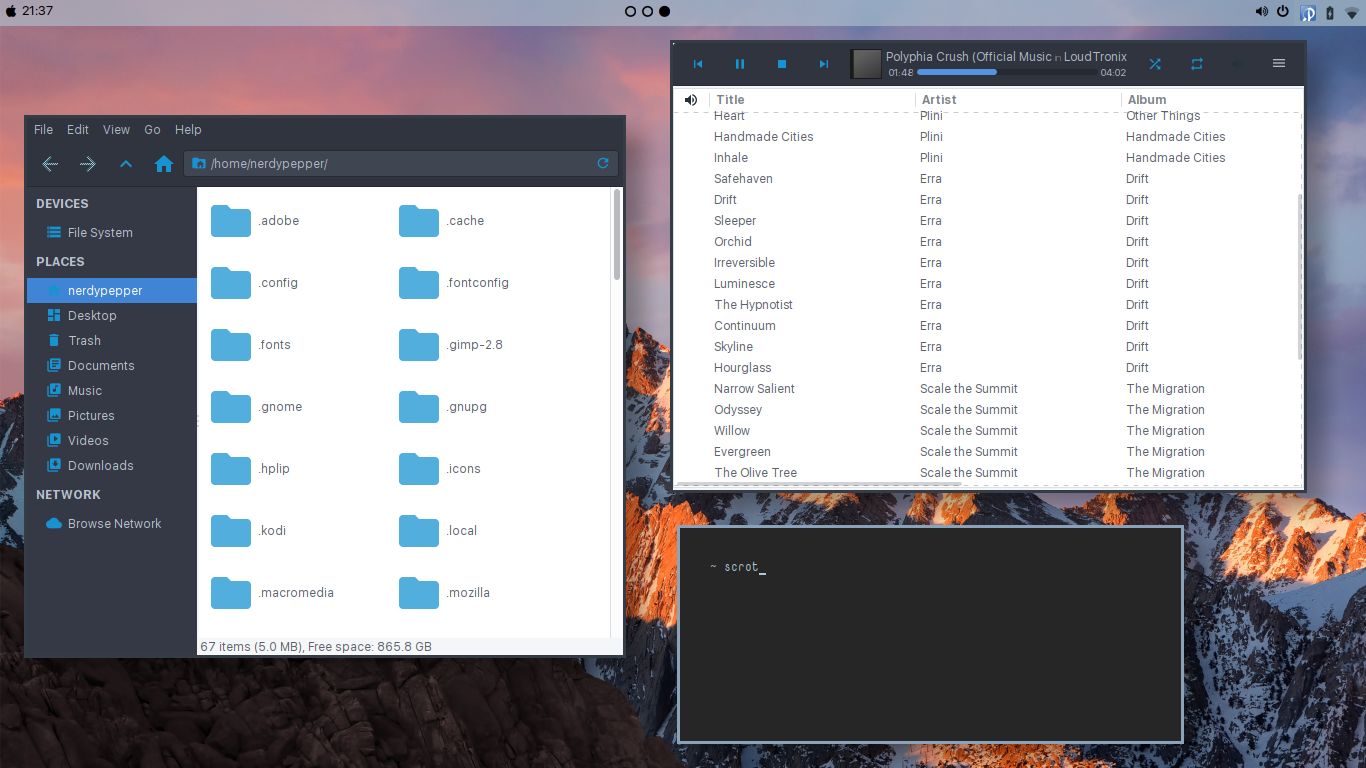 21:37
File Edit View Go Help
/home/nerdypepper/
DEVICES
File System
PLACES
nerdypepper
Desktop
Trash
Documents
Music
Pictures
Videos
Downloads
NETWORK
Browse Network
.adobe .cache
.config .fontconfig
.fonts .gimp-2.8
.gnome .gnupg
.hplip .icons
.kodi .local
.macromedia .mozilla
67 items (5.0 MB), Free space: 865.8 GB
Polyphia Crush (Official Music in LoudTronix
01:48 04:02
Title Artist Album
Heart Plini Other Things
Handmade Cities Plini Handmade Cities
Inhale Plini Handmade Cities
Safehaven Erra Drift
Drift Erra Drift
Sleeper Erra Drift
Orchid Erra Drift
Irreversible Erra Drift
Luminesce Erra Drift
The Hypnotist Erra Drift
Continuum Erra Drift
Skyline Erra Drift
Hourglass Erra Drift
Narrow Salient Scale the Summit The Migration
Odyssey Scale the Summit The Migration
Willow Scale the Summit The Migration
Evergreen Scale the Summit The Migration
The Olive Tree Scale the Summit The Migration
~ scrot_